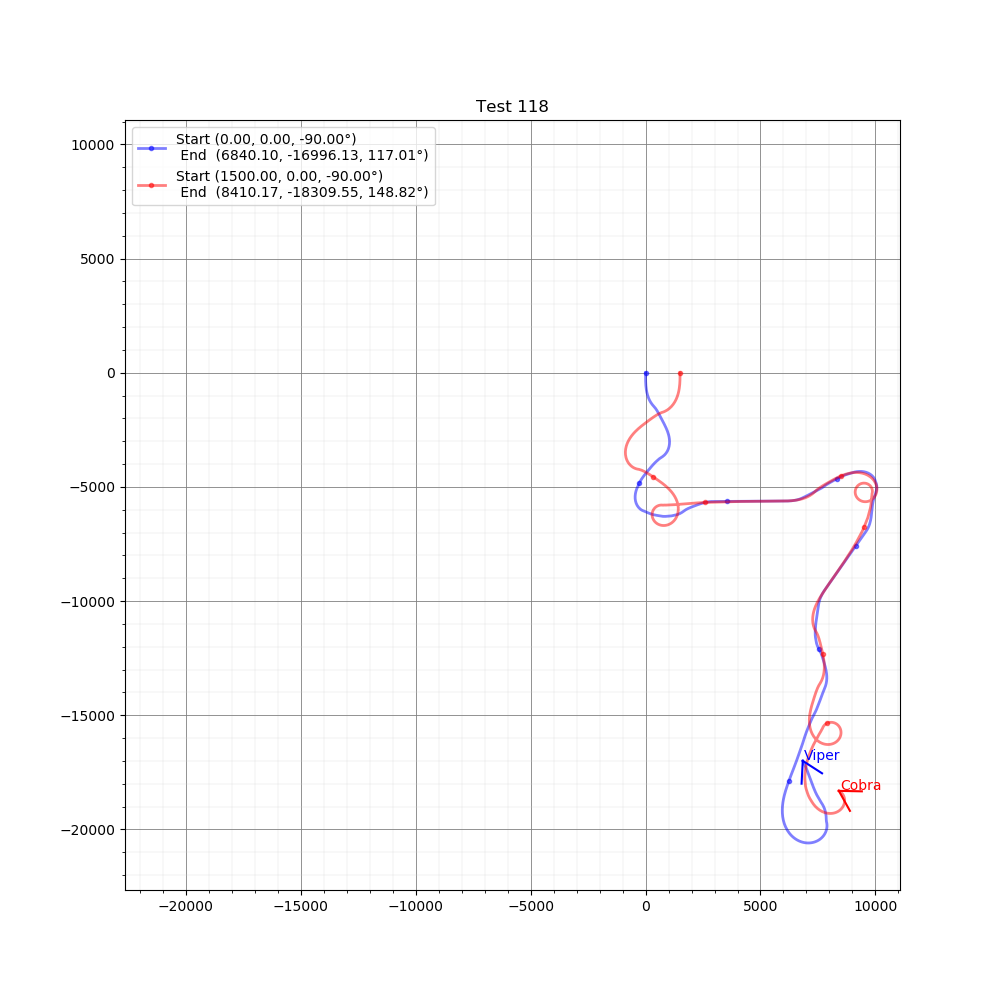 Test 118
Start (0.00, 0.00, -90.00°)
End (6840.10, -16996.13, 117.01°)
Start (1500.00, 0.00, -90.00°)
End (8410.17, -18309.55, 148.82°)
10000
5000
0
−5000
−10000
−15000
−20000
Viper
Cobra
−20000 −15000 −10000 −5000 0 5000 10000